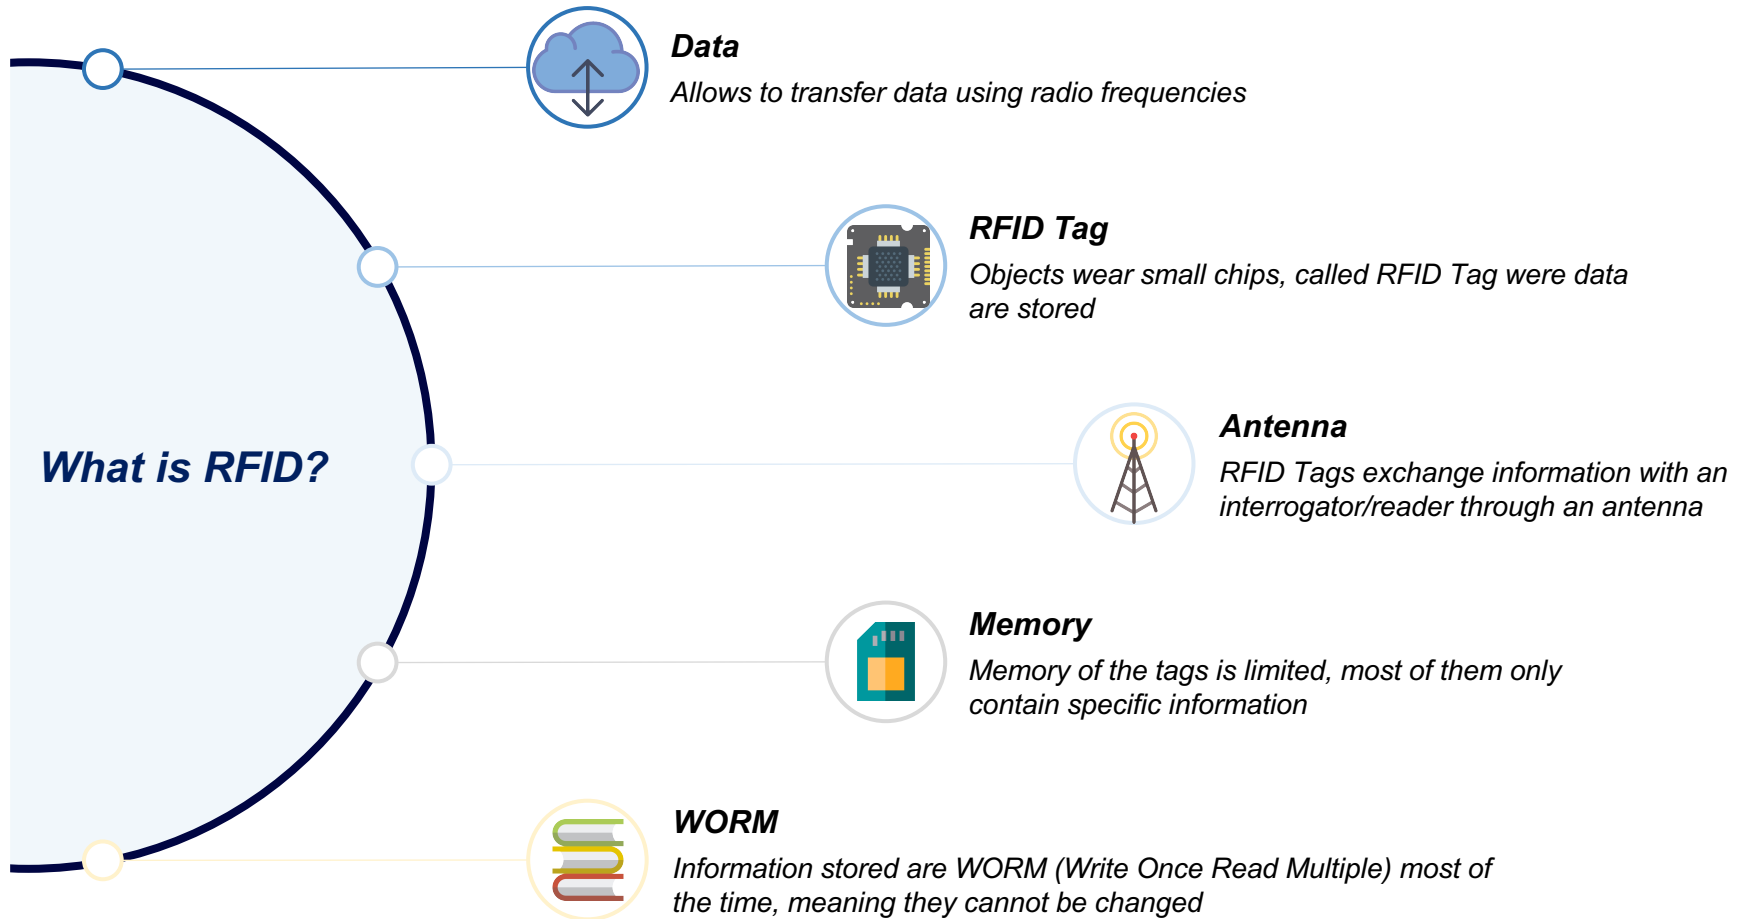 Data
Allows to transfer data using radio frequencies
RFID Tag
Objects wear small chips, called RFID Tag were data
are stored
What is RFID?
Antenna
RFID Tags exchange information with an
interrogator/reader through an antenna
Memory
Memory of the tags is limited, most of them only
contain specific information
WORM
Information stored are WORM (Write Once Read Multiple) most of
the time, meaning they cannot be changed